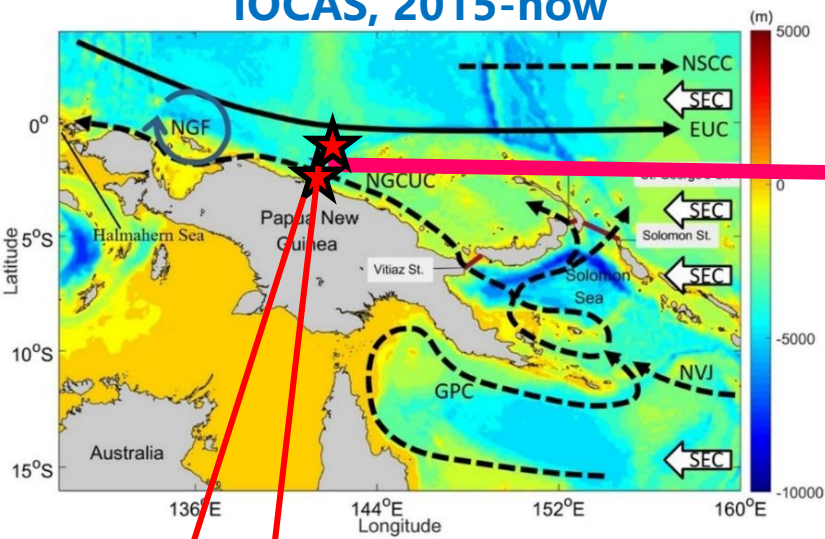 IOCAS, 2015-now
(m)
5000
NSCC
SEC
0°
NGF
EUC
0
NGCUC
SEC
Papua New
Guinea
Halmahern Sea
Solomon St.
5°S
Vitiaz St.
Solomon
Sea
SEC
-5000
10°S
NVJ
GPC
Australia
SEC
15°S
-10000
136°E
144°E
152°E
160°E
Latitude
Longitude